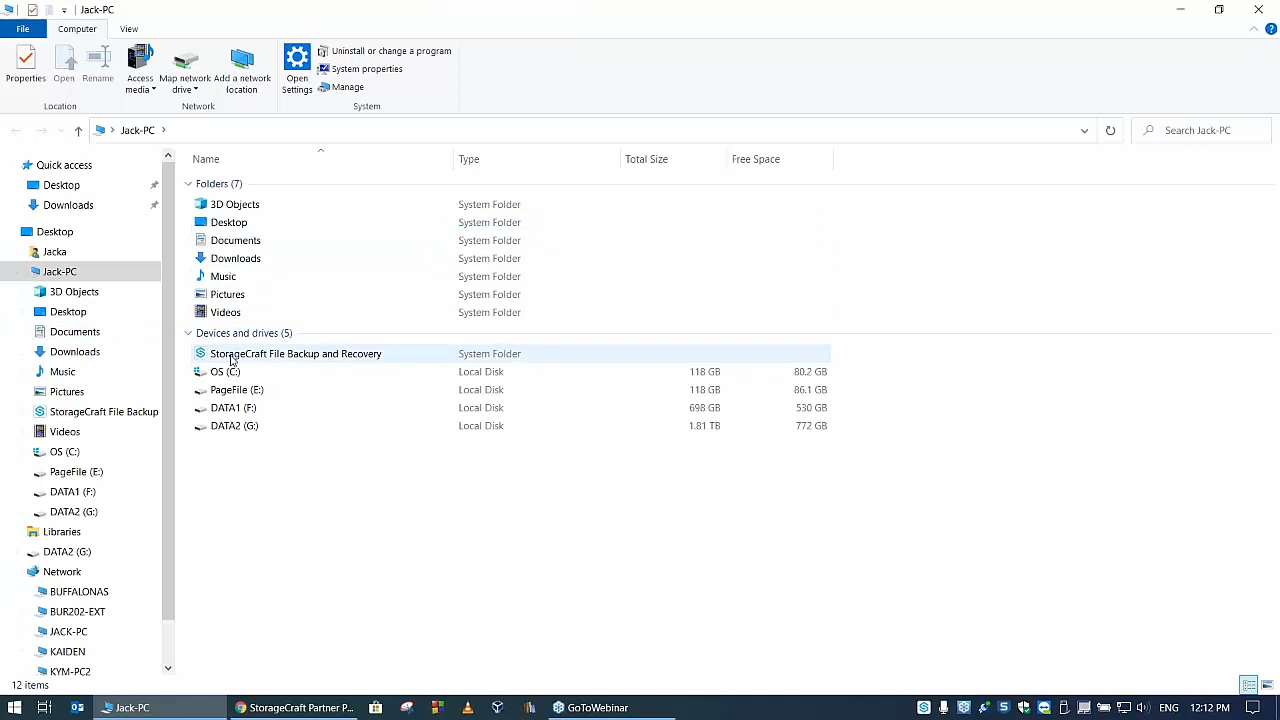 Jack-PC
File Computer View
Properties Open Rename Access media Map network drive Add a network location Open Settings Uninstall or change a program
System properties
Manage
Location Network System
Jack-PC
Search Jack-PC
Quick access
Desktop
Downloads
Desktop
Jacka
Jack-PC
3D Objects
Desktop
Documents
Downloads
Music
Pictures
StorageCraft File Backup
Videos
OS (C:)
PageFile (E:)
DATA1 (F:)
DATA2 (G:)
Libraries
DATA2 (G:)
Network
BUFFALONAS
BUR202-EXT
JACK-PC
KAIDEN
KYM-PC2
Name Type Total Size Free Space
Folders (7)
3D Objects System Folder
Desktop System Folder
Documents System Folder
Downloads System Folder
Music System Folder
Pictures System Folder
Videos System Folder
Devices and drives (5)
StorageCraft File Backup and Recovery System Folder
OS (C:) Local Disk 118 GB 80.2 GB
PageFile (E:) Local Disk 118 GB 86.1 GB
DATA1 (F:) Local Disk 698 GB 530 GB
DATA2 (G:) Local Disk 1.81 TB 772 GB
12 items
Jack-PC StorageCraft Partner P... GoToWebinar ENG 12:12 PM